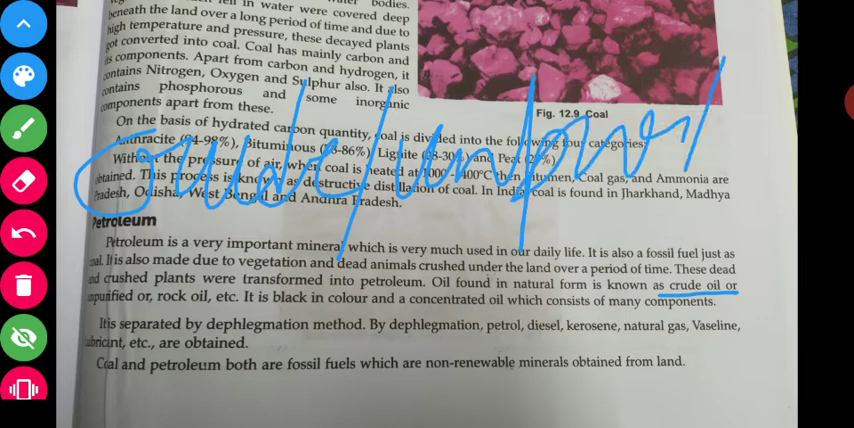 in water were covered deep
bodies.
beneath the land over a long period of time and due to
high temperature and pressure, these decayed plants
got converted into coal. Coal has mainly carbon and
its components. Apart from carbon and hydrogen, it
contains Nitrogen, Oxygen and Sulphur also. It also
contains phosphorous and some inorganic
components apart from these.
Fig. 12.9 Coal
On the basis of hydrated carbon quantity, coal is divided into the following four categories:
Anthracite (94-98%), Bituminous (78-86%), Lignite (28-30%) and Peat (27%)
Without the pressure of air, when coal is heated at 1000 - 1400°C then, Bitumen, Coal gas, and Ammonia are
obtained. This process is known as destructive distillation of coal. In India, coal is found in Jharkhand, Madhya
Pradesh, Odisha, West Bengal and Andhra Pradesh.
Petroleum
Petroleum is a very important mineral which is very much used in our daily life. It is also a fossil fuel just as
coal. It is also made due to vegetation and dead animals crushed under the land over a period of time. These dead
and crushed plants were transformed into petroleum. Oil found in natural form is known as crude oil or
impurified or, rock oil, etc. It is black in colour and a concentrated oil which consists of many components.
Itis separated by dephlegmation method. By dephlegmation, petrol, diesel, kerosene, natural gas, Vaseline,
lubricant, etc., are obtained.
Coal and petroleum both are fossil fuels which are non-renewable minerals obtained from land.